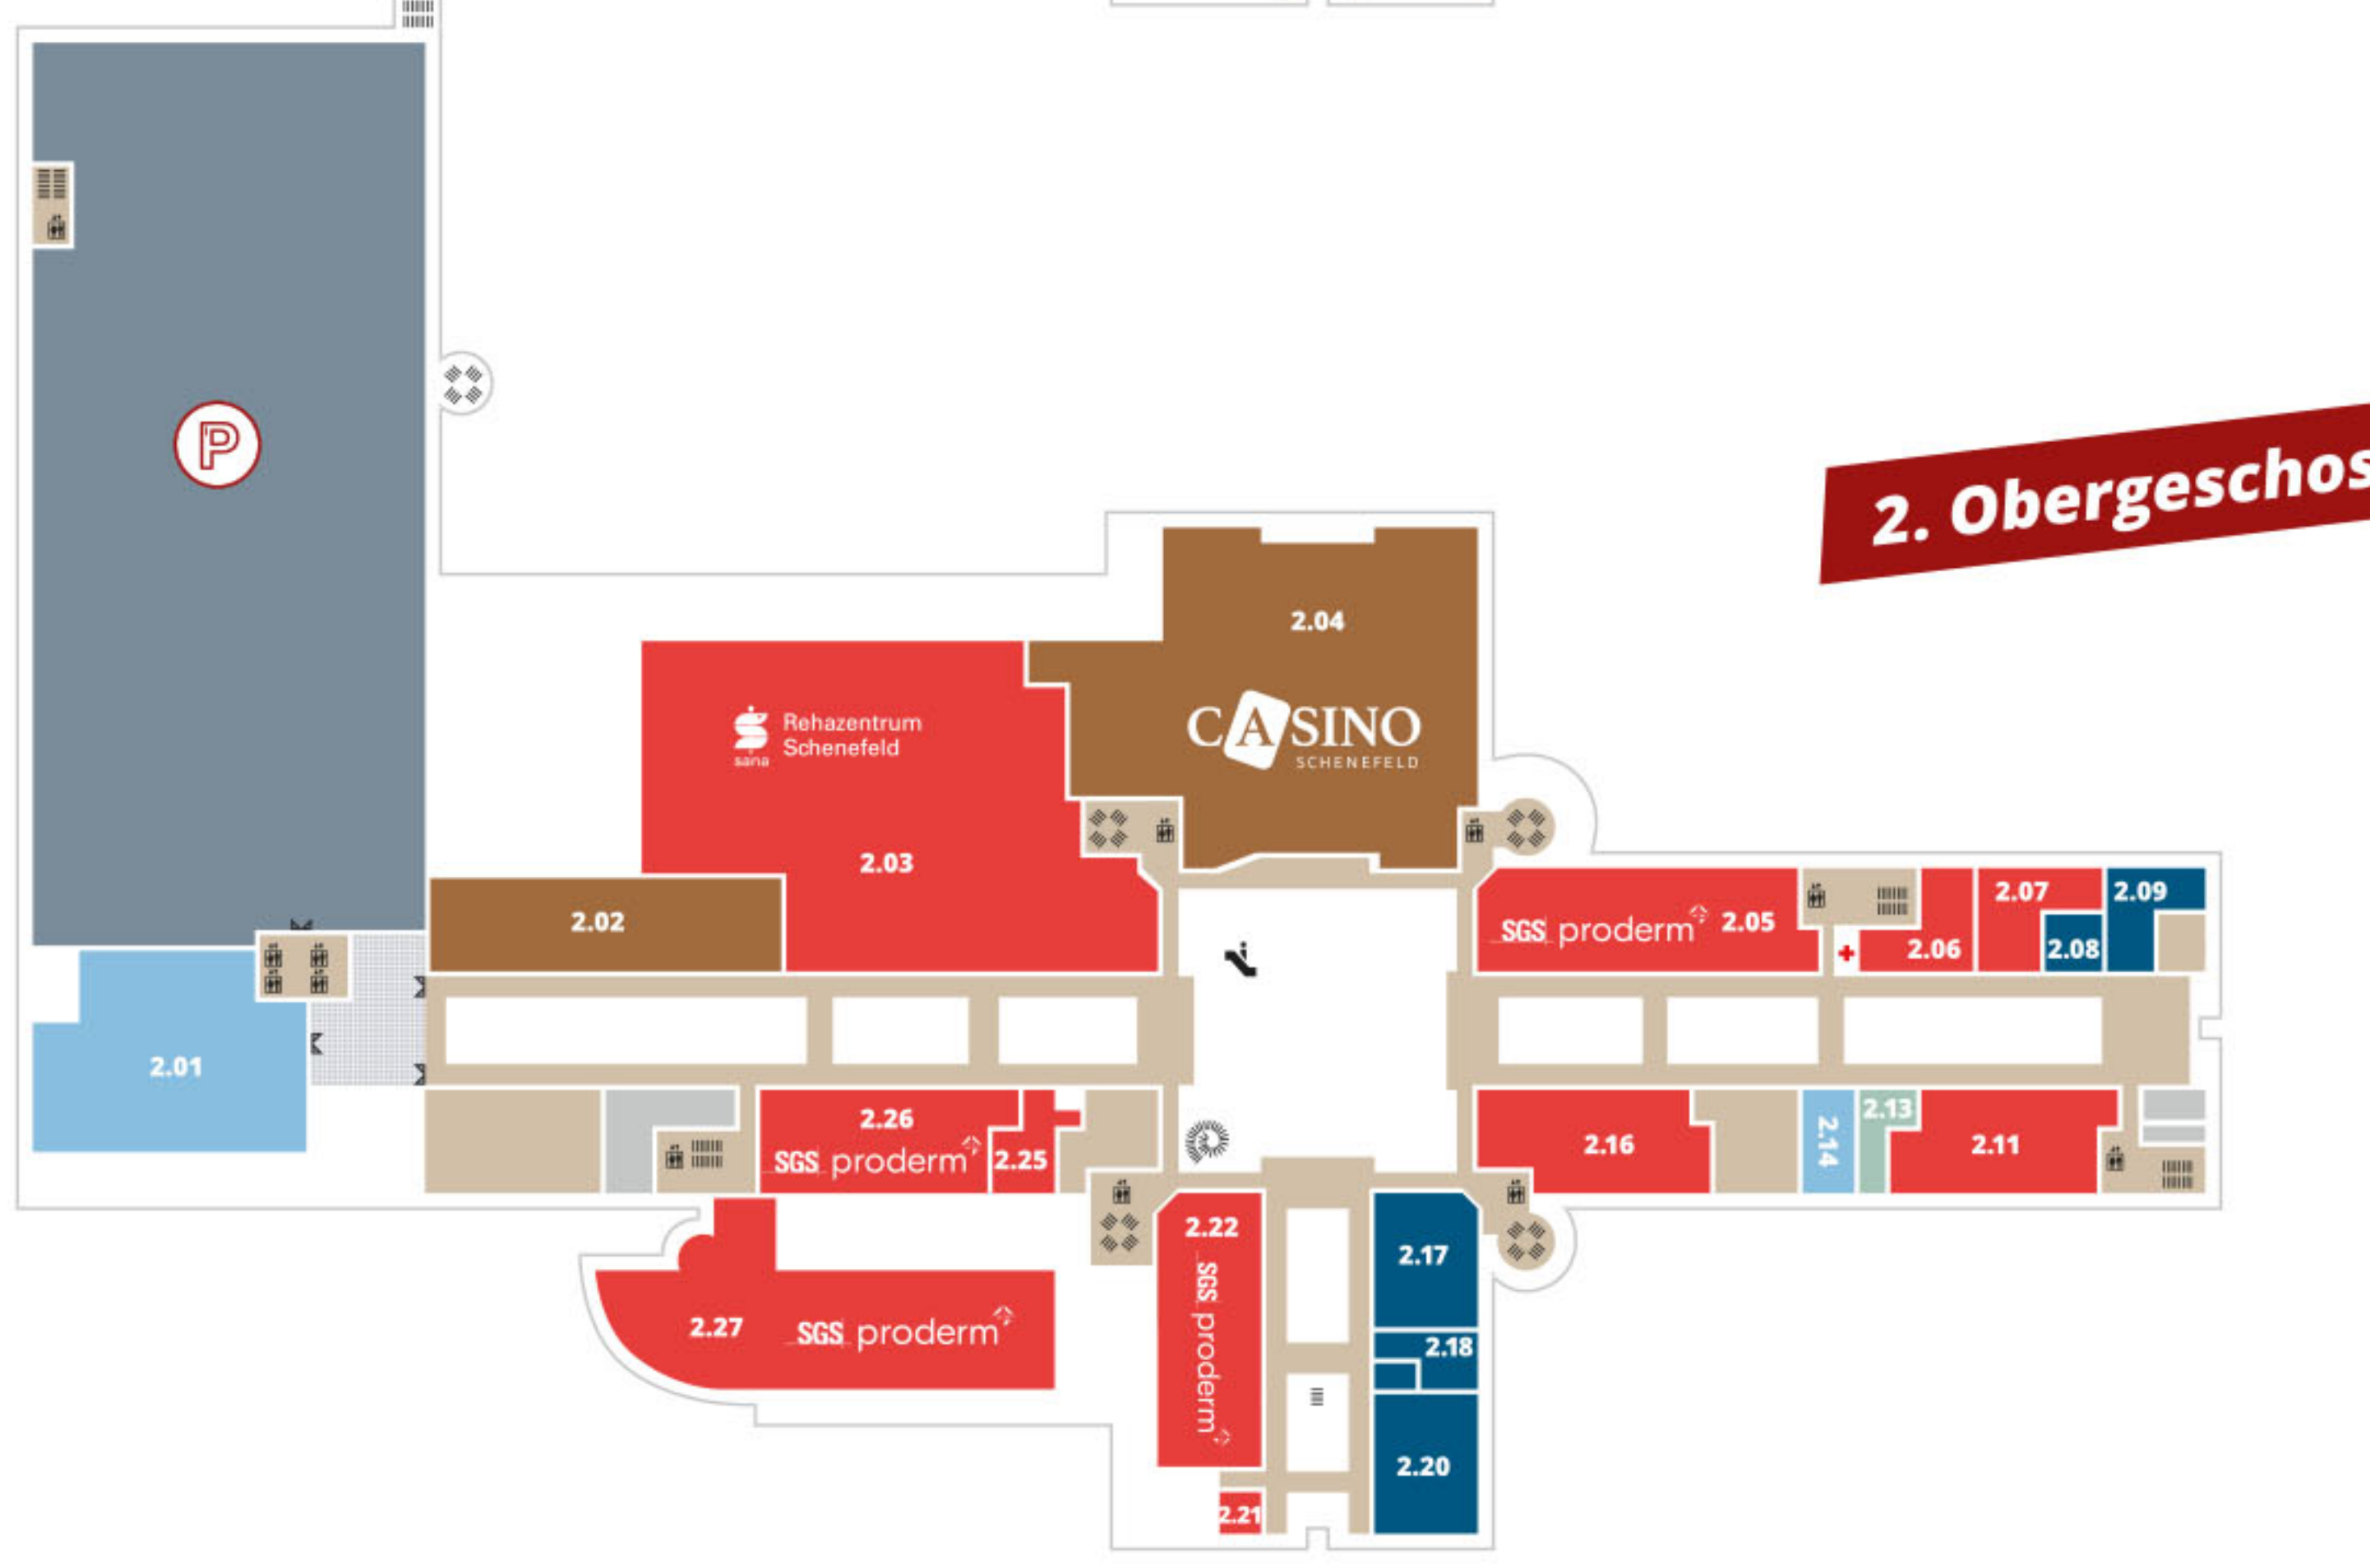 P
2. Obergeschos
2.04
CASINO
SCHENEFELD
Rehazentrum
Schenefeld
sana
2.03
2.02
2.01
SGS proderm 2.05
2.06
2.07
2.08
2.09
2.26
SGS proderm
2.25
2.16
2.14
2.13
2.11
2.27 SGS proderm
2.22
SGS proderm
2.17
2.18
2.20
2.21